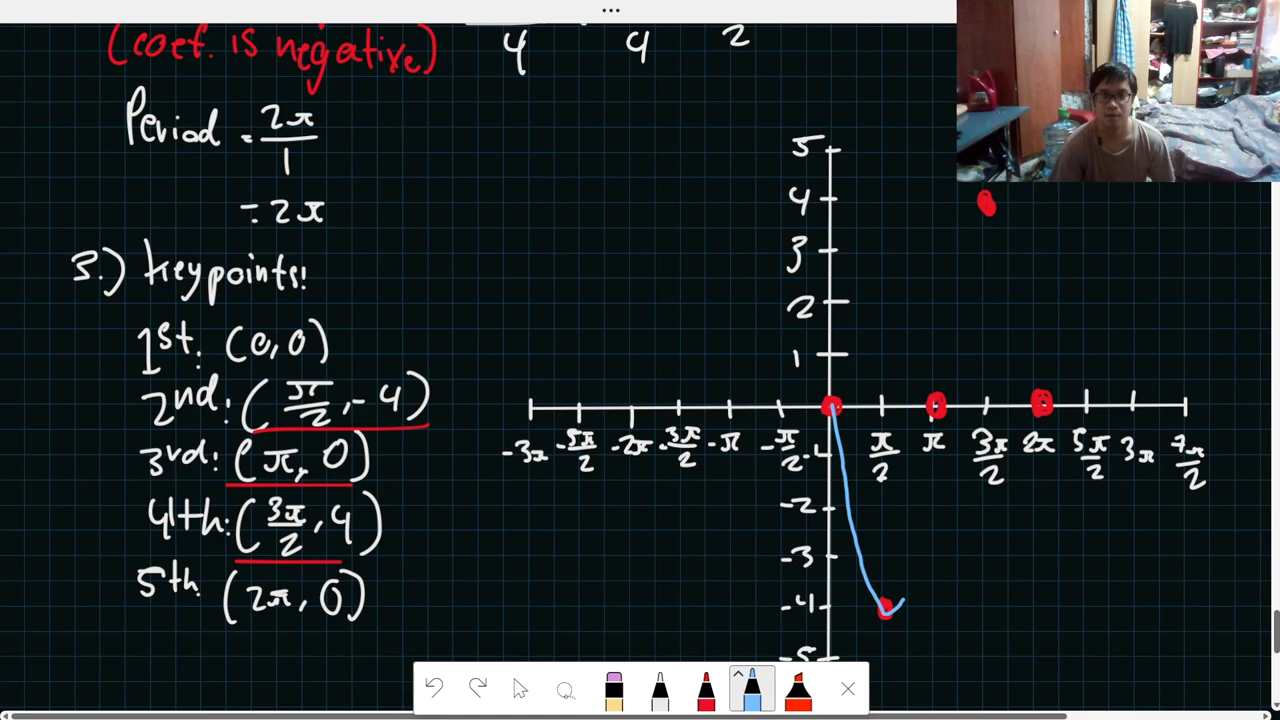 (coef. is negative)
4 4 2
Period = 2π/1
= 2π
3.) keypoints:
1st: (0, 0)
2nd: (π/2, -4)
3rd: (π, 0)
4th: (3π/2, 4)
5th: (2π, 0)
5
4
3
2
1
-3π -5π/2 -2π -3π/2 -π -π/2 π/2 π 3π/2 2π 5π/2 3π 7π/2
-1
-2
-3
-4
-5